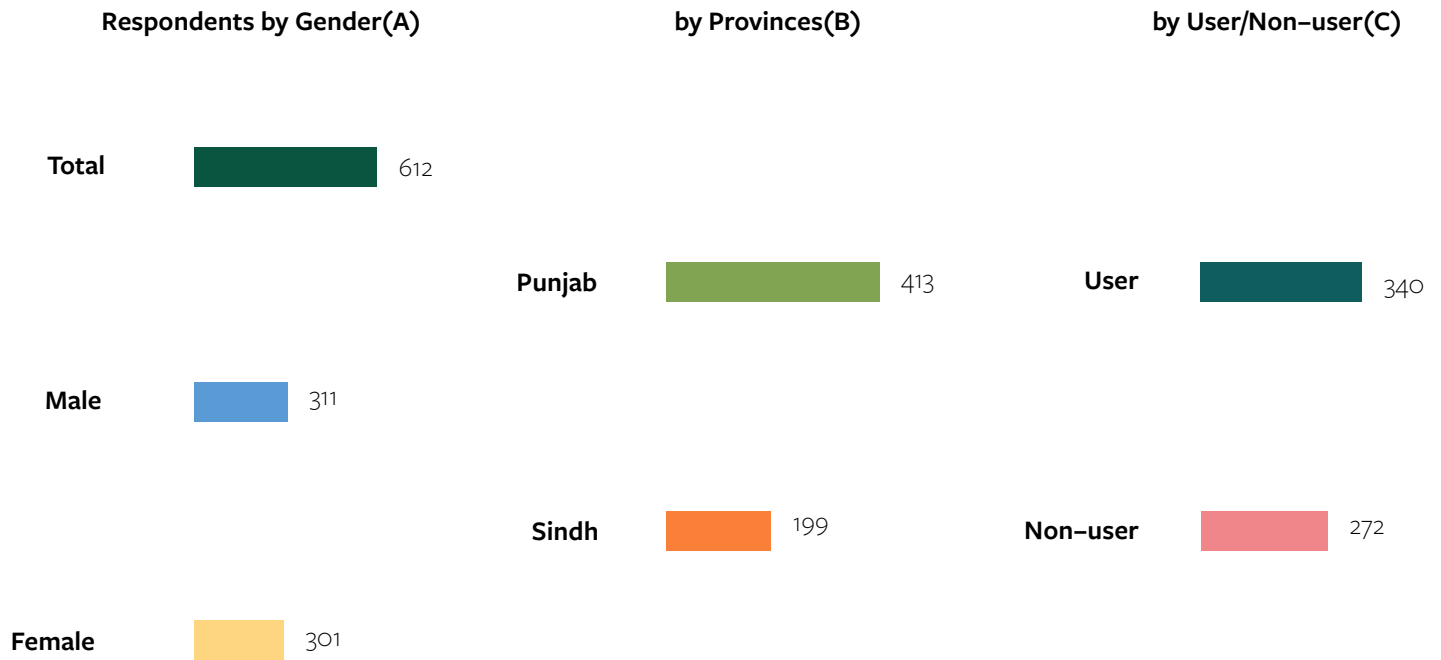 Respondents by Gender(A)
by Provinces(B)
by User/Non–user(C)
Total
612
Punjab
413
User
340
Male
311
Sindh
199
Non–user
272
Female
301